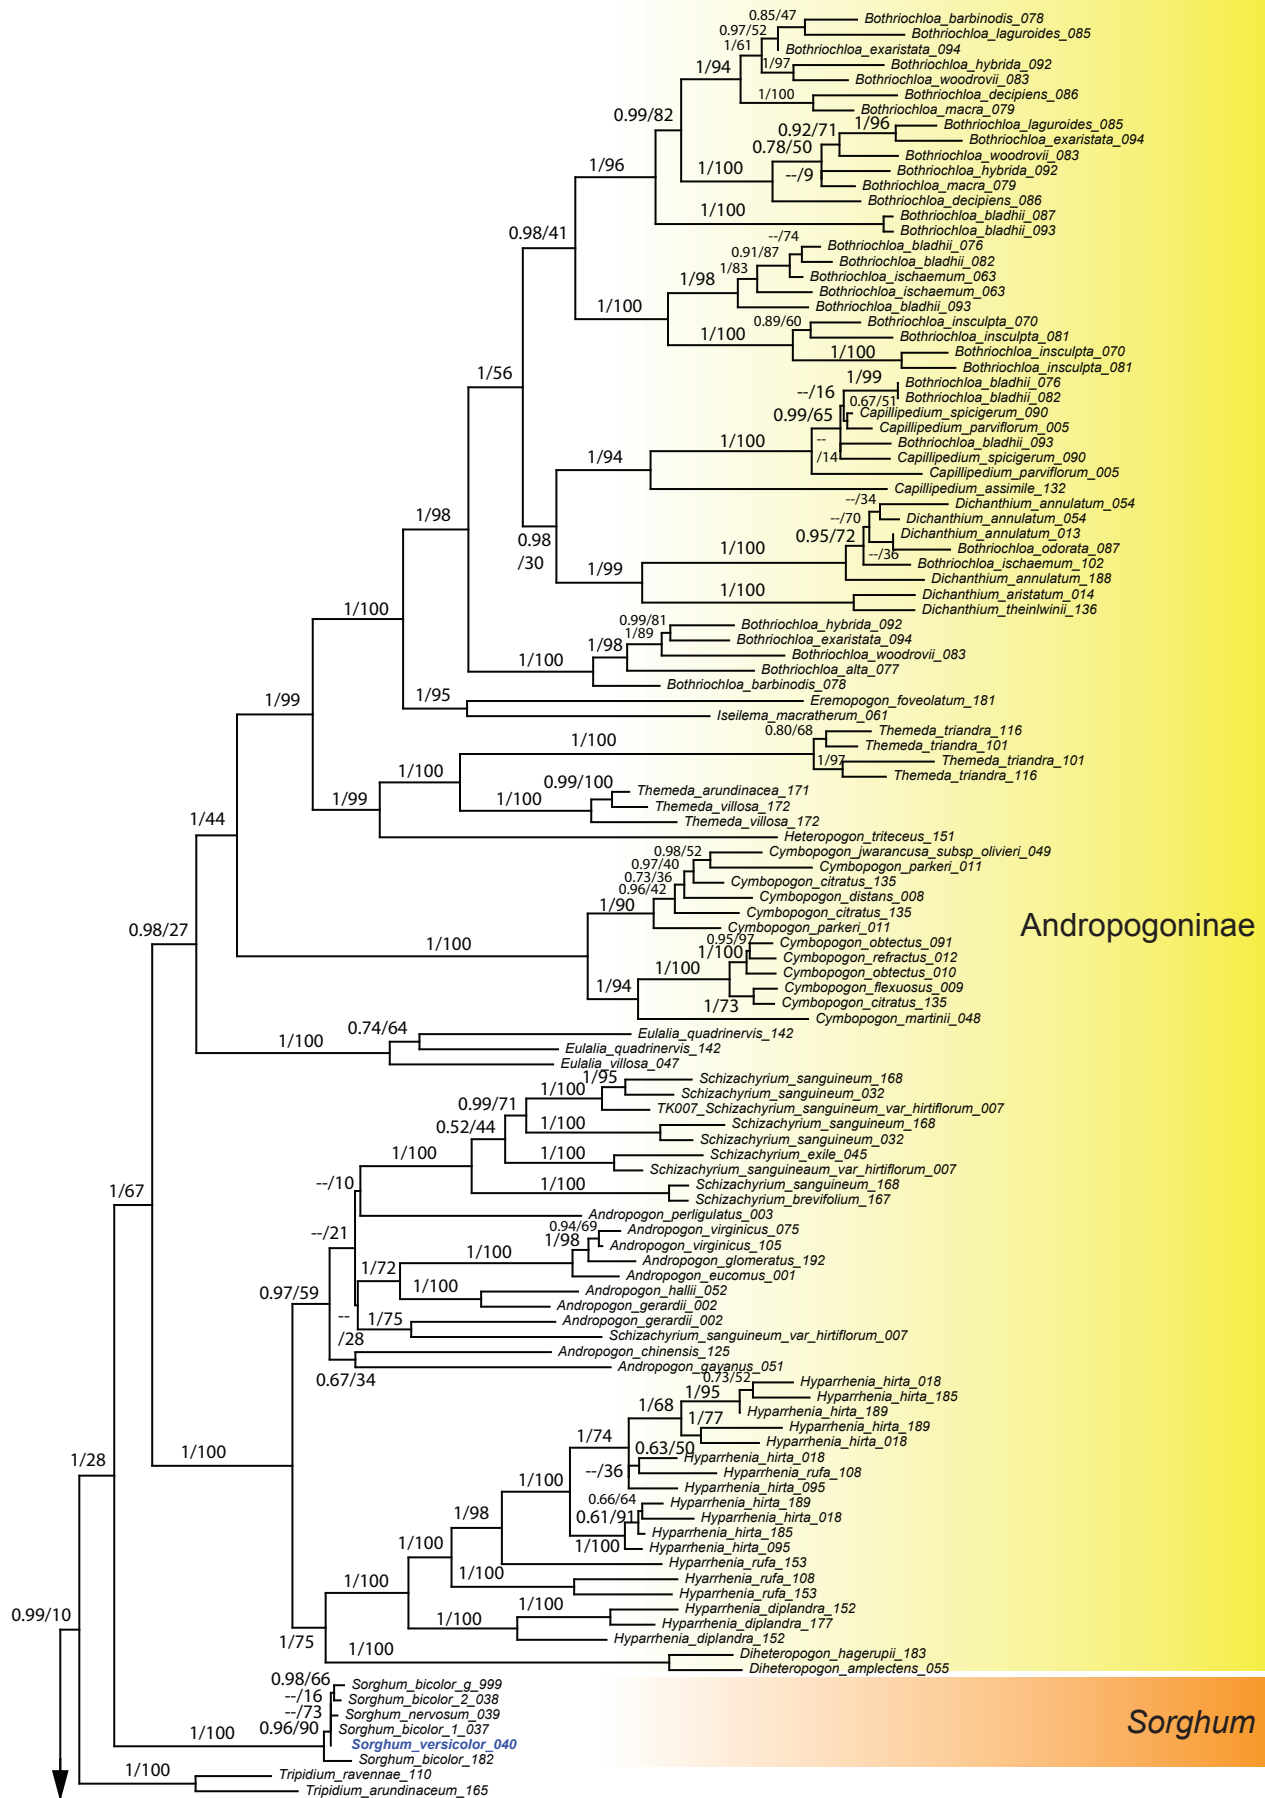 0.85/47
Bothriochloa_barbinodis_078
0.97/52
Bothriochloa_laguroides_085
1/61
Bothriochloa_exaristata_094
1/94
1/97
Bothriochloa_hybrida_092
Bothriochloa_woodrovii_083
1/100
Bothriochloa_decipiens_086
Bothriochloa_macra_079
0.99/82
0.92/71
1/96
Bothriochloa_laguroides_085
Bothriochloa_exaristata_094
0.78/50
Bothriochloa_woodrovii_083
1/96
1/100
--/9
Bothriochloa_hybrida_092
Bothriochloa_macra_079
Bothriochloa_decipiens_086
1/100
Bothriochloa_bladhii_087
Bothriochloa_bladhii_093
0.98/41
--/74
Bothriochloa_bladhii_076
0.91/87
Bothriochloa_bladhii_082
1/83
Bothriochloa_ischaemum_063
1/98
Bothriochloa_ischaemum_063
1/100
Bothriochloa_bladhii_093
0.89/60
Bothriochloa_insculpta_070
1/100
Bothriochloa_insculpta_081
1/100
Bothriochloa_insculpta_070
Bothriochloa_insculpta_081
1/56
1/99
Bothriochloa_bladhii_076
--/16
0.67/51
Bothriochloa_bladhii_082
0.99/65
Capillipedium_spicigerum_090
Capillipedium_parviflorum_005
1/100
--
/14
Bothriochloa_bladhii_093
1/94
Capillipedium_spicigerum_090
Capillipedium_parviflorum_005
Capillipedium_assimile_132
--/34
Dichanthium_annulatum_054
1/98
--/70
Dichanthium_annulatum_054
0.98
/30
0.95/72
Dichanthium_annulatum_013
1/100
--/36
Bothriochloa_odorata_087
1/99
Bothriochloa_ischaemum_102
Dichanthium_annulatum_188
1/100
Dichanthium_aristatum_014
Dichanthium_theinlwinii_136
1/100
0.99/81
Bothriochloa_hybrida_092
1/89
Bothriochloa_exaristata_094
1/98
Bothriochloa_woodrovii_083
1/100
Bothriochloa_alta_077
Bothriochloa_barbinodis_078
1/99
1/95
Eremopogon_foveolatum_181
Iseilema_macratherum_061
1/100
0.80/68
Themeda_triandra_116
Themeda_triandra_101
1/97
Themeda_triandra_101
1/100
Themeda_triandra_116
0.99/100
Themeda_arundinacea_171
1/99
1/100
Themeda_villosa_172
Themeda_villosa_172
1/44
Heteropogon_triteceus_151
0.98/52
Cymbopogon_jwarancusa_subsp_olivieri_049
0.97/40
Cymbopogon_parkeri_011
0.73/36
Cymbopogon_citratus_135
0.96/42
Cymbopogon_distans_008
1/90
Cymbopogon_citratus_135
Cymbopogon_parkeri_011
Andropogoninae
0.98/27
1/100
0.95/97
Cymbopogon_obtectus_091
1/100
Cymbopogon_refractus_012
1/100
Cymbopogon_obtectus_010
1/94
Cymbopogon_flexuosus_009
1/73
Cymbopogon_citratus_135
Cymbopogon_martinii_048
0.74/64
Eulalia_quadrinervis_142
1/100
Eulalia_quadrinervis_142
Eulalia_villosa_047
1/95
Schizachyrium_sanguineum_168
1/100
Schizachyrium_sanguineum_032
0.99/71
TK007_Schizachyrium_sanguineum_var_hirtiflorum_007
0.52/44
1/100
Schizachyrium_sanguineum_168
Schizachyrium_sanguineum_032
1/100
1/100
Schizachyrium_exile_045
Schizachyrium_sanguineaum_var_hirtiflorum_007
1/67
--/10
1/100
Schizachyrium_sanguineum_168
Schizachyrium_brevifolium_167
Andropogon_perligulatus_003
--/21
0.94/69
Andropogon_virginicus_075
1/98
Andropogon_virginicus_105
1/100
Andropogon_glomeratus_192
1/72
Andropogon_eucomus_001
0.97/59
1/100
Andropogon_hallii_052
Andropogon_gerardii_002
--
/28
1/75
Andropogon_gerardii_002
Schizachyrium_sanguineum_var_hirtiflorum_007
Andropogon_chinensis_125
0.67/34
Andropogon_gayanus_051
0.73/52
Hyparrhenia_hirta_018
1/95
Hyparrhenia_hirta_185
1/68
Hyparrhenia_hirta_189
1/77
Hyparrhenia_hirta_189
1/74
Hyparrhenia_hirta_018
1/28
1/100
0.63/50
Hyparrhenia_hirta_018
--/36
Hyparrhenia_rufa_108
1/100
Hyparrhenia_hirta_095
0.66/64
Hyparrhenia_hirta_189
1/98
0.61/91
Hyparrhenia_hirta_018
Hyparrhenia_hirta_185
1/100
Hyparrhenia_hirta_095
1/100
Hyparrhenia_rufa_153
1/100
1/100
Hyarrhenia_rufa_108
Hyparrhenia_rufa_153
0.99/10
1/100
1/100
Hyparrhenia_diplandra_152
Hyparrhenia_diplandra_177
Hyparrhenia_diplandra_152
1/75
1/100
Diheteropogon_hagerupii_183
Diheteropogon_amplectens_055
0.98/66
Sorghum_bicolor_g_999
--/16
Sorghum_bicolor_2_038
--/73
Sorghum_nervosum_039
0.96/90
Sorghum_bicolor_1_037
Sorghum
1/100
Sorghum_versicolor_040
Sorghum_bicolor_182
1/100
Tripidium_ravennae_110
Tripidium_arundinaceum_165